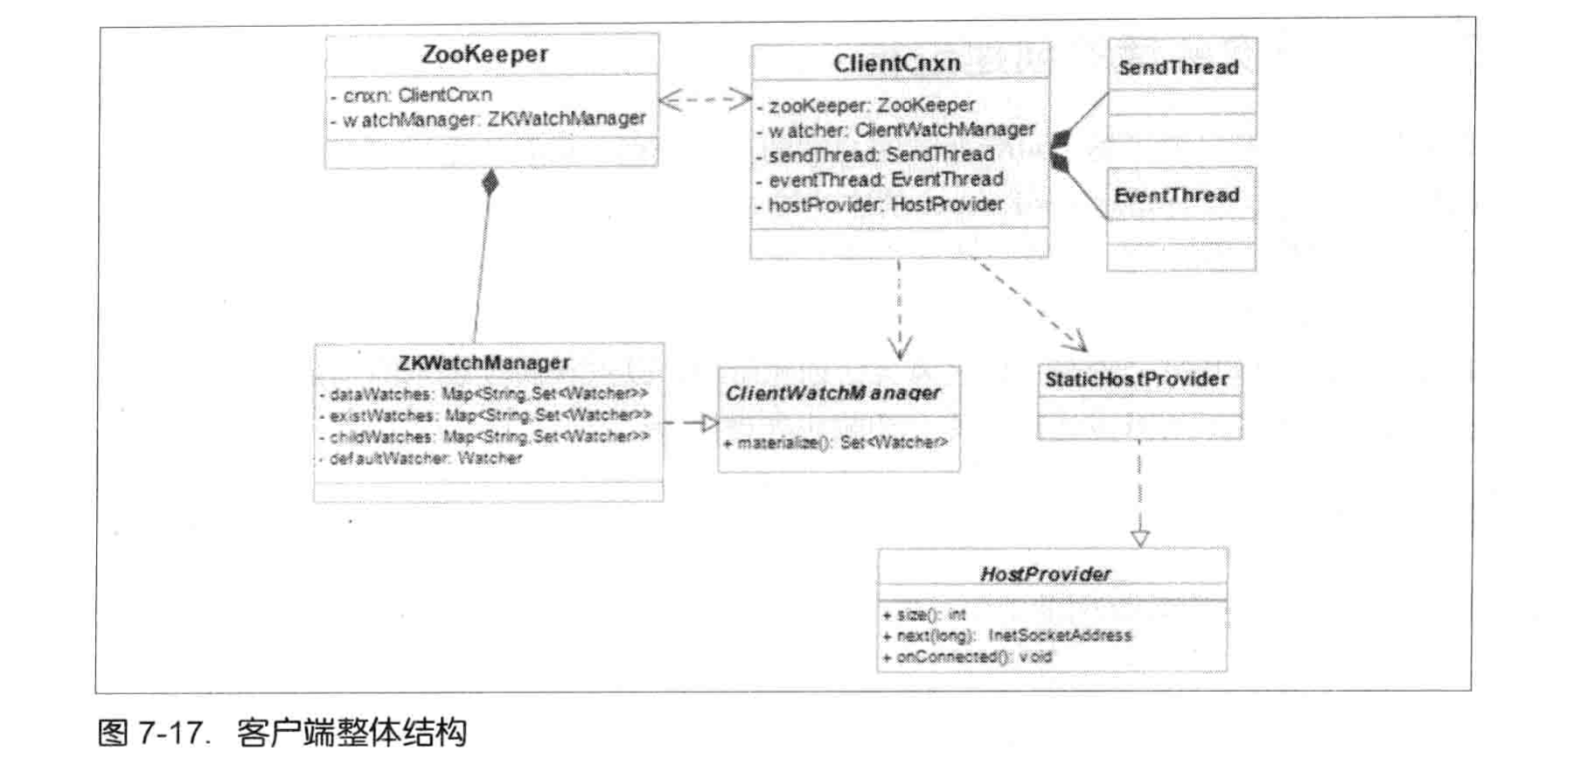 ZooKeeper
- cnxn: ClientCnxn
- watchManager: ZKWatchManager
ClientCnxn
- zooKeeper: ZooKeeper
- watcher: ClientWatchManager
- sendThread: SendThread
- eventThread: EventThread
- hostProvider: HostProvider
SendThread
EventThread
ZKWatchManager
- dataWatches: Map<String,Set<Watcher>>
- existWatches: Map<String,Set<Watcher>>
- childWatches: Map<String,Set<Watcher>>
- defaultWatcher: Watcher
ClientWatchManager
+ materialize(): Set<Watcher>
StaticHostProvider
HostProvider
+ size(): int
+ next(long): InetSocketAddress
+ onConnected(): void
图 7-17. 客户端整体结构